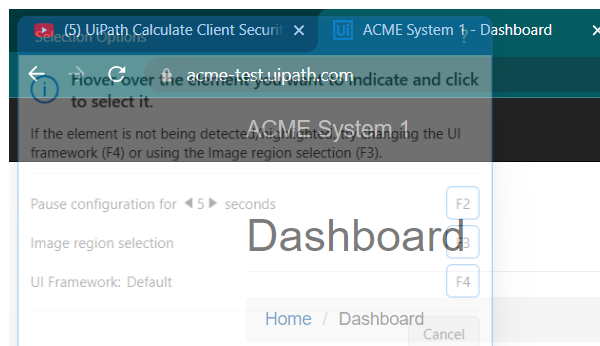 (5) UiPath Calculate Client Securit
ACME System 1 - Dashboard
Selection Options
?
acme-test.uipath.com
Hover over the element you want to indicate and click
to select it.
ACME System 1
If the element is not being detected/highlighted, try changing the UI
framework (F4) or using the Image region selection (F3).
Pause configuration for 5 seconds
F2
Dashboard
Image region selection
F3
UI Framework: Default
F4
Home / Dashboard
Cancel